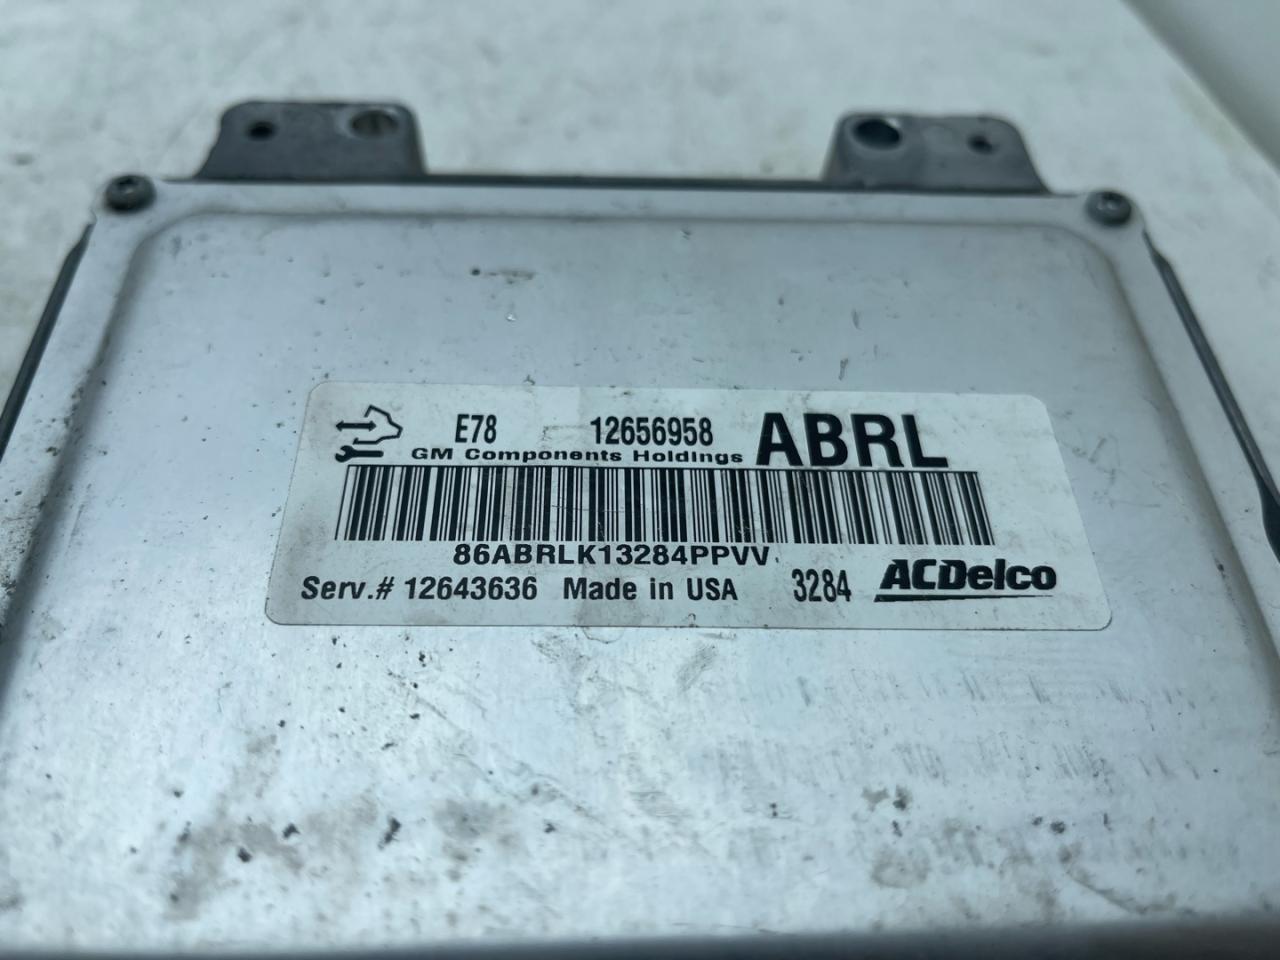 E78 12656958 ABRL
GM Components Holdings
86ABRLK13284PPVV
Serv.# 12643636 Made in USA 3284 ACDelco